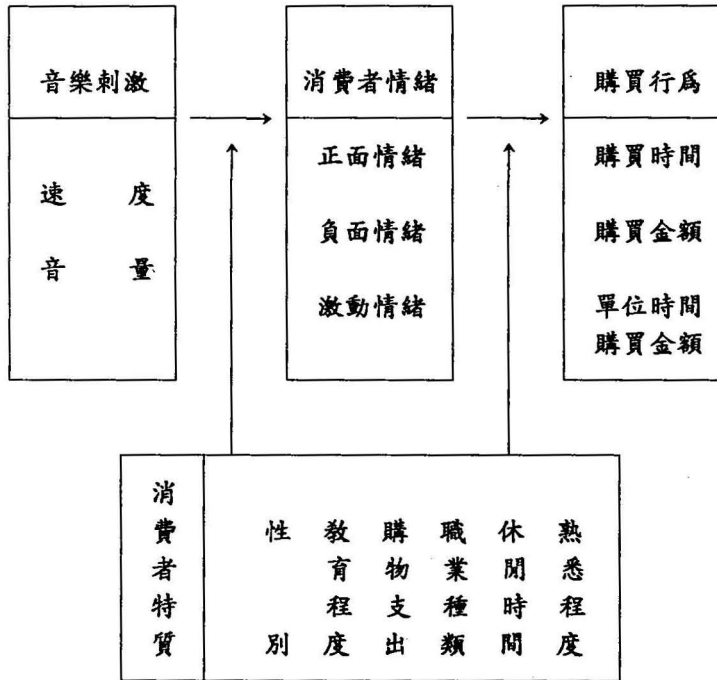 音樂刺激
速度
音量
消費者情緒
正面情緒
負面情緒
激動情緒
購買行為
購買時間
購買金額
單位時間
購買金額
消費者特質
性別
教育程度
購物支出
職業種類
休閒時間
熟悉程度